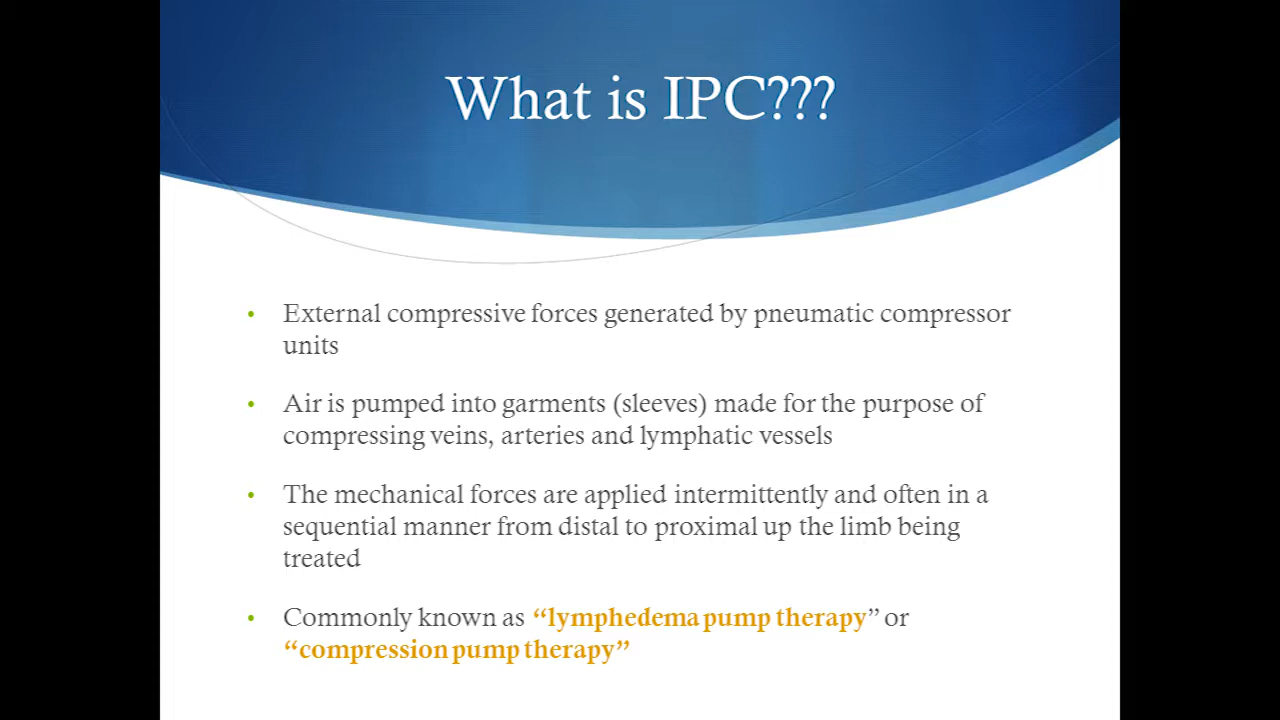 What is IPC???
• External compressive forces generated by pneumatic compressor
units
• Air is pumped into garments (sleeves) made for the purpose of
compressing veins, arteries and lymphatic vessels
• The mechanical forces are applied intermittently and often in a
sequential manner from distal to proximal up the limb being
treated
• Commonly known as “lymphedema pump therapy” or
“compression pump therapy”